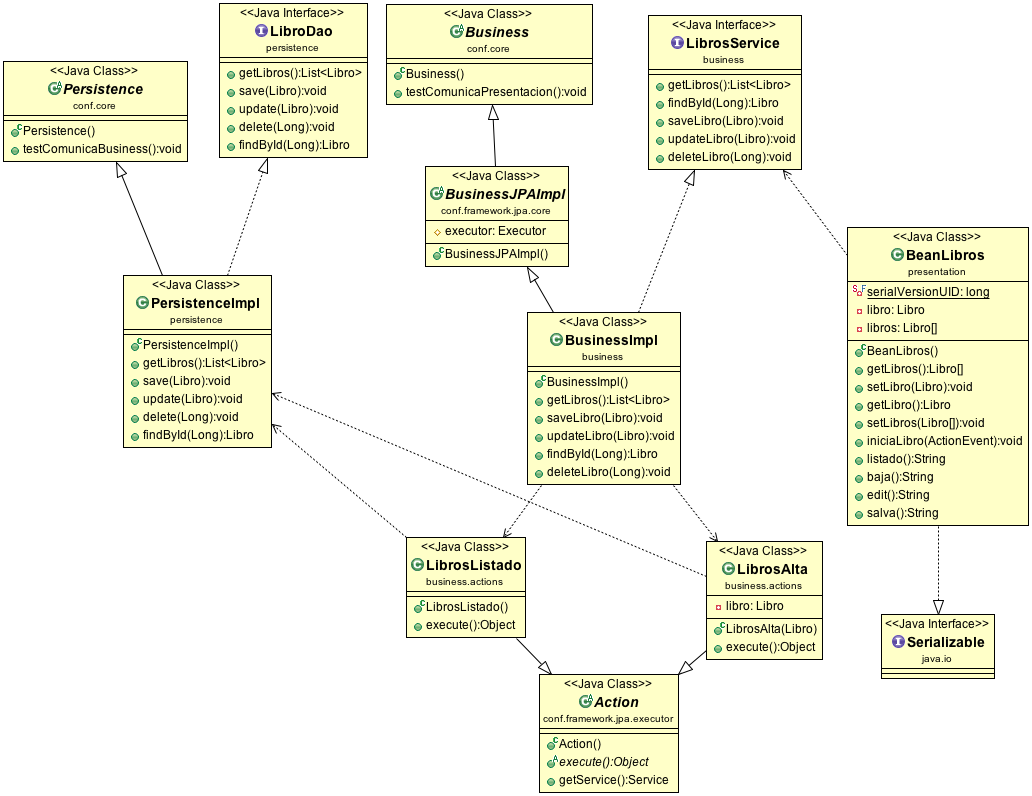 <<Java Class>>
Persistence
conf.core
Persistence()
testComunicaBusiness():void
<<Java Interface>>
LibroDao
persistence
getLibros():List<Libro>
save(Libro):void
update(Libro):void
delete(Long):void
findById(Long):Libro
<<Java Class>>
Business
conf.core
Business()
testComunicaPresentacion():void
<<Java Interface>>
LibrosService
business
getLibros():List<Libro>
findById(Long):Libro
saveLibro(Libro):void
updateLibro(Libro):void
deleteLibro(Long):void
<<Java Class>>
BusinessJPAImpl
conf.framework.jpa.core
executor: Executor
BusinessJPAImpl()
<<Java Class>>
BeanLibros
presentation
serialVersionUID: long
libro: Libro
libros: Libro[]
BeanLibros()
getLibros():Libro[]
setLibro(Libro):void
getLibro():Libro
setLibros(Libro[]):void
iniciaLibro(ActionEvent):void
listado():String
baja():String
edit():String
salva():String
<<Java Class>>
PersistenceImpl
persistence
PersistenceImpl()
getLibros():List<Libro>
save(Libro):void
update(Libro):void
delete(Long):void
findById(Long):Libro
<<Java Class>>
BusinessImpl
business
BusinessImpl()
getLibros():List<Libro>
saveLibro(Libro):void
updateLibro(Libro):void
findById(Long):Libro
deleteLibro(Long):void
<<Java Class>>
LibrosListado
business.actions
LibrosListado()
execute():Object
<<Java Class>>
LibrosAlta
business.actions
libro: Libro
LibrosAlta(Libro)
execute():Object
<<Java Interface>>
Serializable
java.io
<<Java Class>>
Action
conf.framework.jpa.executor
Action()
execute():Object
getService():Service